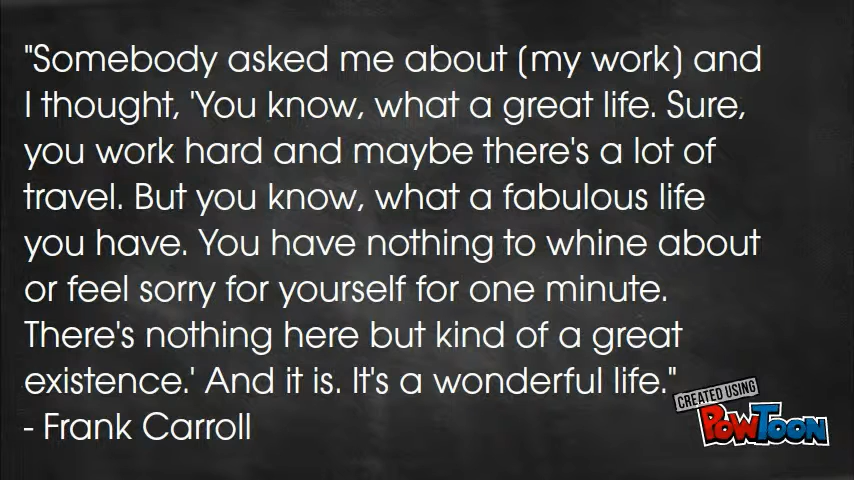 "Somebody asked me about (my work) and
I thought, 'You know, what a great life. Sure,
you work hard and maybe there's a lot of
travel. But you know, what a fabulous life
you have. You have nothing to whine about
or feel sorry for yourself for one minute.
There's nothing here but kind of a great
existence.' And it is. It's a wonderful life."
- Frank Carroll
CREATED USING
POWTOON